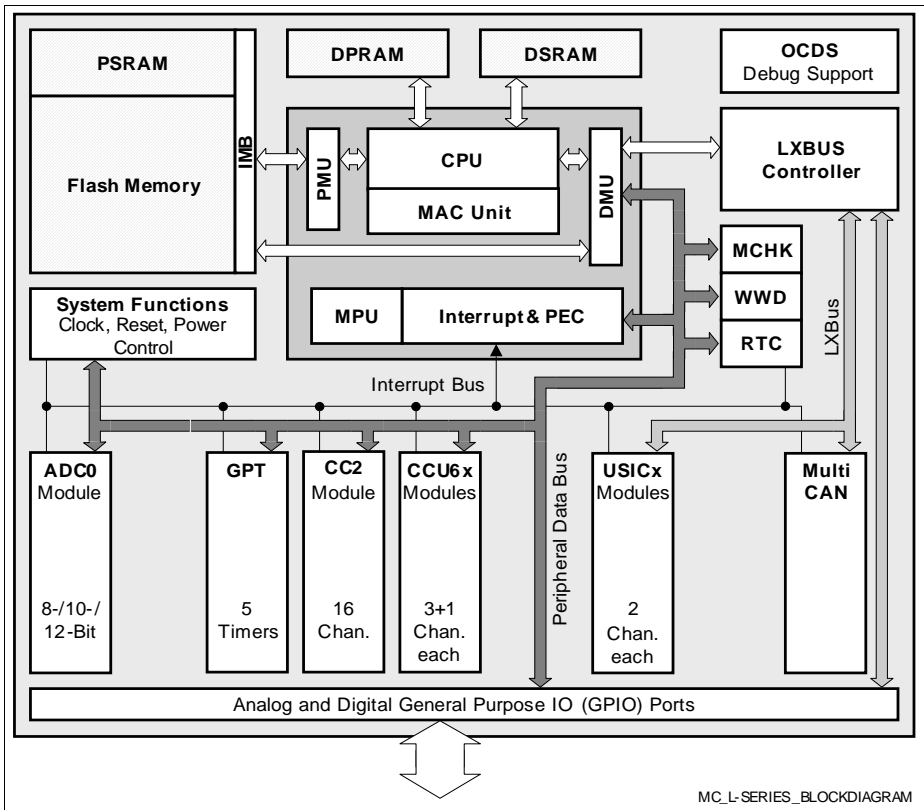 PSRAM
Flash Memory
IMB
DPRAM
DSRAM
OCDS
Debug Support
PMU
CPU
MAC Unit
DMU
LXBUS
Controller
MPU
Interrupt & PEC
MCHK
WWD
RTC
LXBus
System Functions
Clock, Reset, Power
Control
Interrupt Bus
Peripheral Data Bus
ADC0
Module
8-/10-/
12-Bit
GPT
5
Timers
CC2
Module
16
Chan.
CCU6x
Modules
3+1
Chan.
each
USICx
Modules
2
Chan.
each
Multi
CAN
Analog and Digital General Purpose IO (GPIO) Ports
MC_L-SERIES_BLOCKDIAGRAM